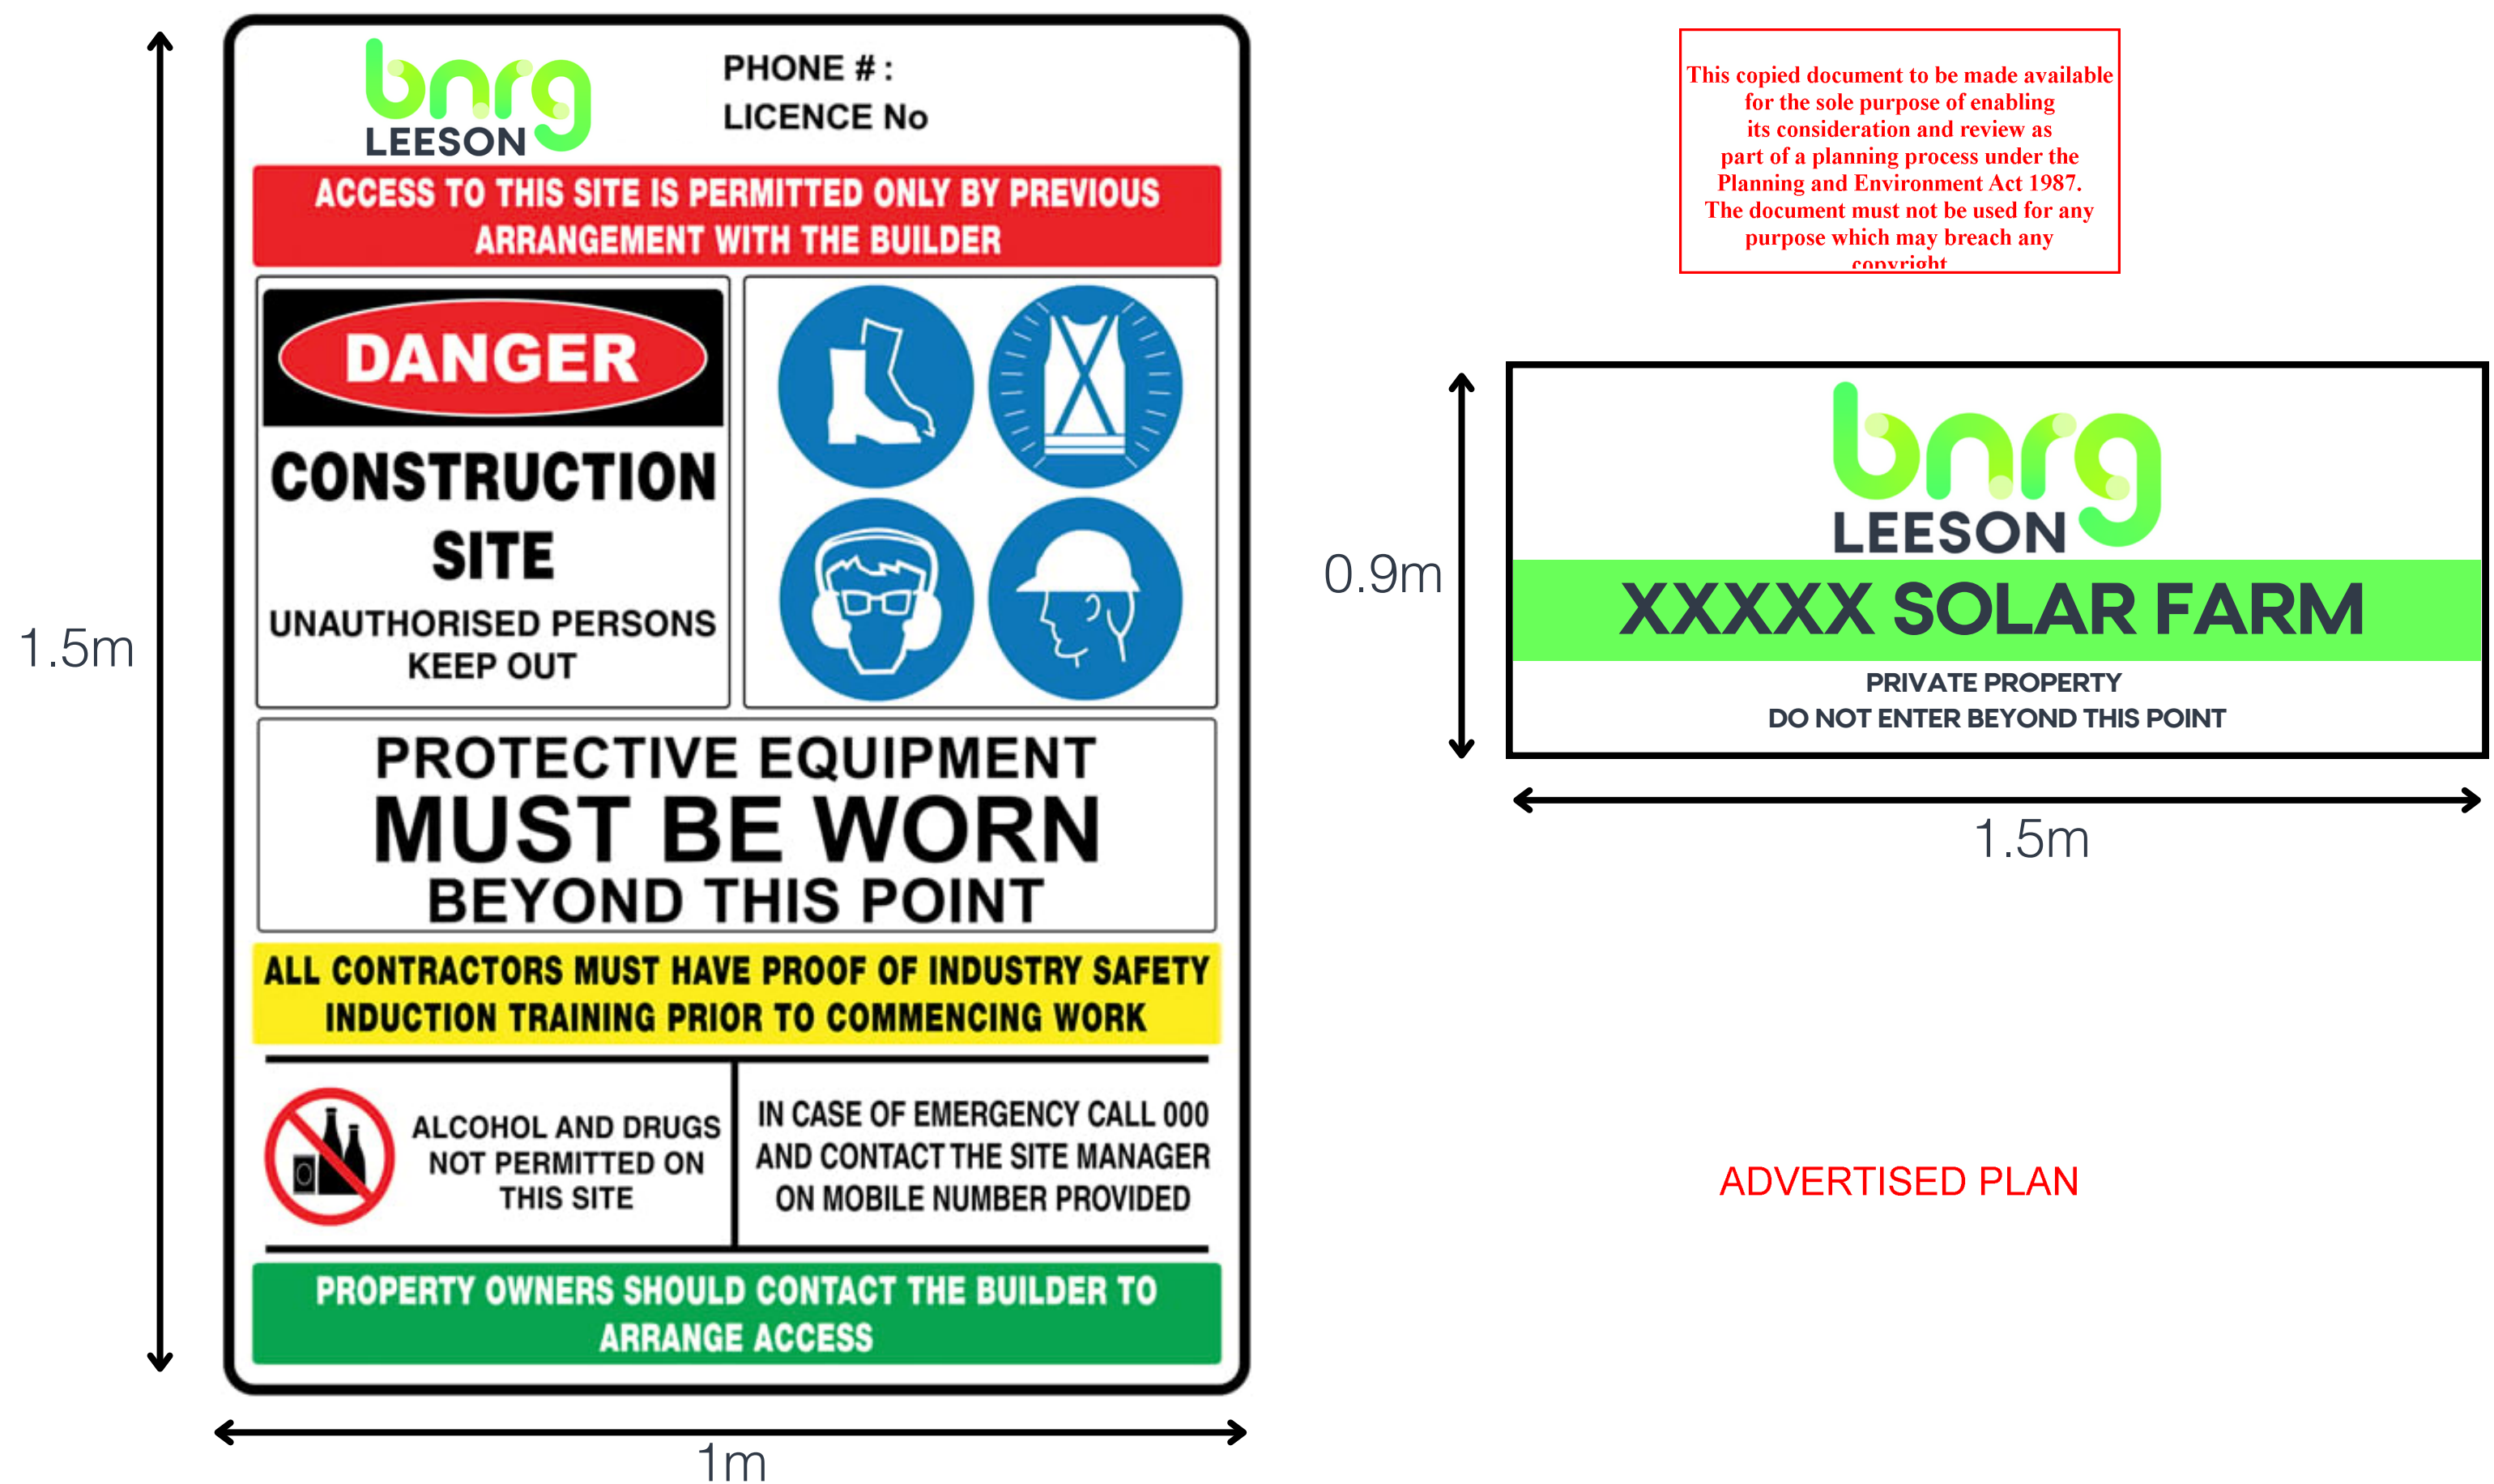 bnrg
LEESON
PHONE # :
LICENCE No
ACCESS TO THIS SITE IS PERMITTED ONLY BY PREVIOUS
ARRANGEMENT WITH THE BUILDER
DANGER
CONSTRUCTION
SITE
UNAUTHORISED PERSONS
KEEP OUT
PROTECTIVE EQUIPMENT
MUST BE WORN
BEYOND THIS POINT
ALL CONTRACTORS MUST HAVE PROOF OF INDUSTRY SAFETY
INDUCTION TRAINING PRIOR TO COMMENCING WORK
ALCOHOL AND DRUGS
NOT PERMITTED ON
THIS SITE
IN CASE OF EMERGENCY CALL 000
AND CONTACT THE SITE MANAGER
ON MOBILE NUMBER PROVIDED
PROPERTY OWNERS SHOULD CONTACT THE BUILDER TO
ARRANGE ACCESS
1.5m
1m
This copied document to be made available
for the sole purpose of enabling
its consideration and review as
part of a planning process under the
Planning and Environment Act 1987.
The document must not be used for any
purpose which may breach any
copyright
bnrg
LEESON
XXXXX SOLAR FARM
PRIVATE PROPERTY
DO NOT ENTER BEYOND THIS POINT
0.9m
1.5m
ADVERTISED PLAN